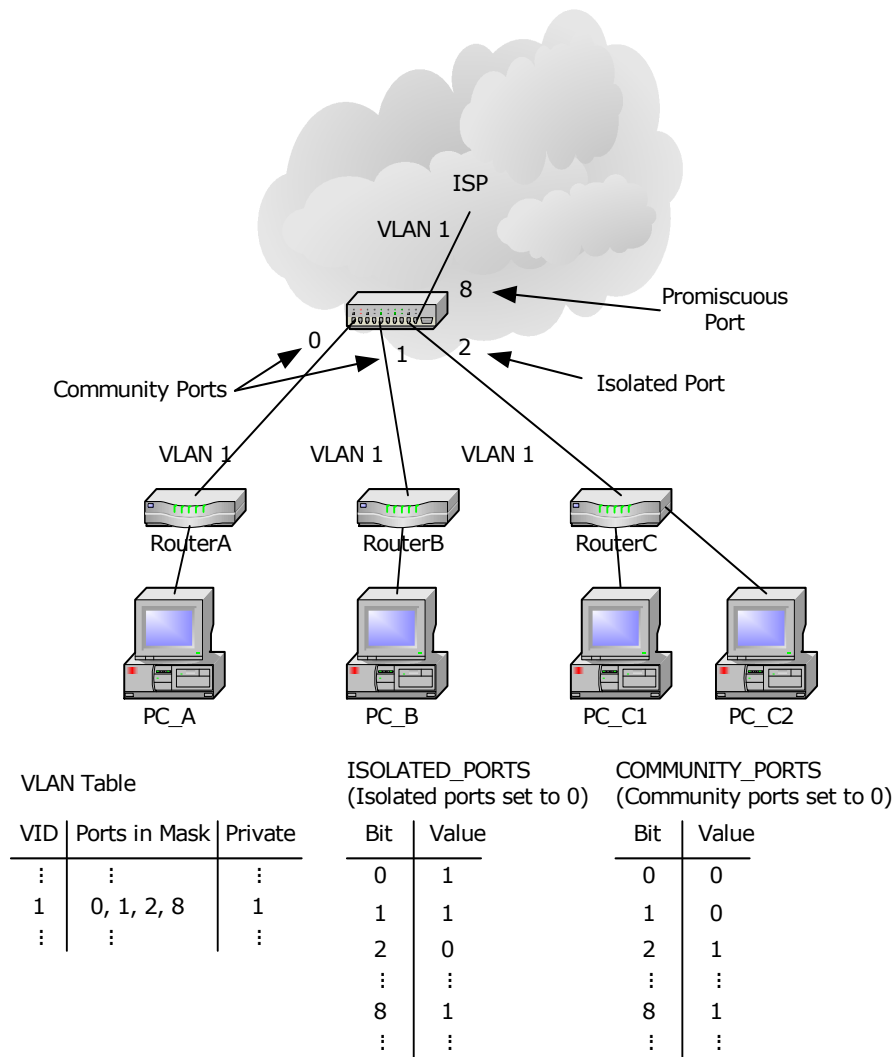 ISP
VLAN 1
8
Promiscuous
Port
0
1
2
Community Ports
Isolated Port
VLAN 1
VLAN 1
VLAN 1
RouterA
RouterB
RouterC
PC_A
PC_B
PC_C1
PC_C2
VLAN Table
VID Ports in Mask Private
⋮ ⋮ ⋮
1 0, 1, 2, 8 1
⋮ ⋮ ⋮
ISOLATED_PORTS
(Isolated ports set to 0)
Bit Value
0 1
1 1
2 0
⋮ ⋮
8 1
⋮ ⋮
COMMUNITY_PORTS
(Community ports set to 0)
Bit Value
0 0
1 0
2 1
⋮ ⋮
8 1
⋮ ⋮